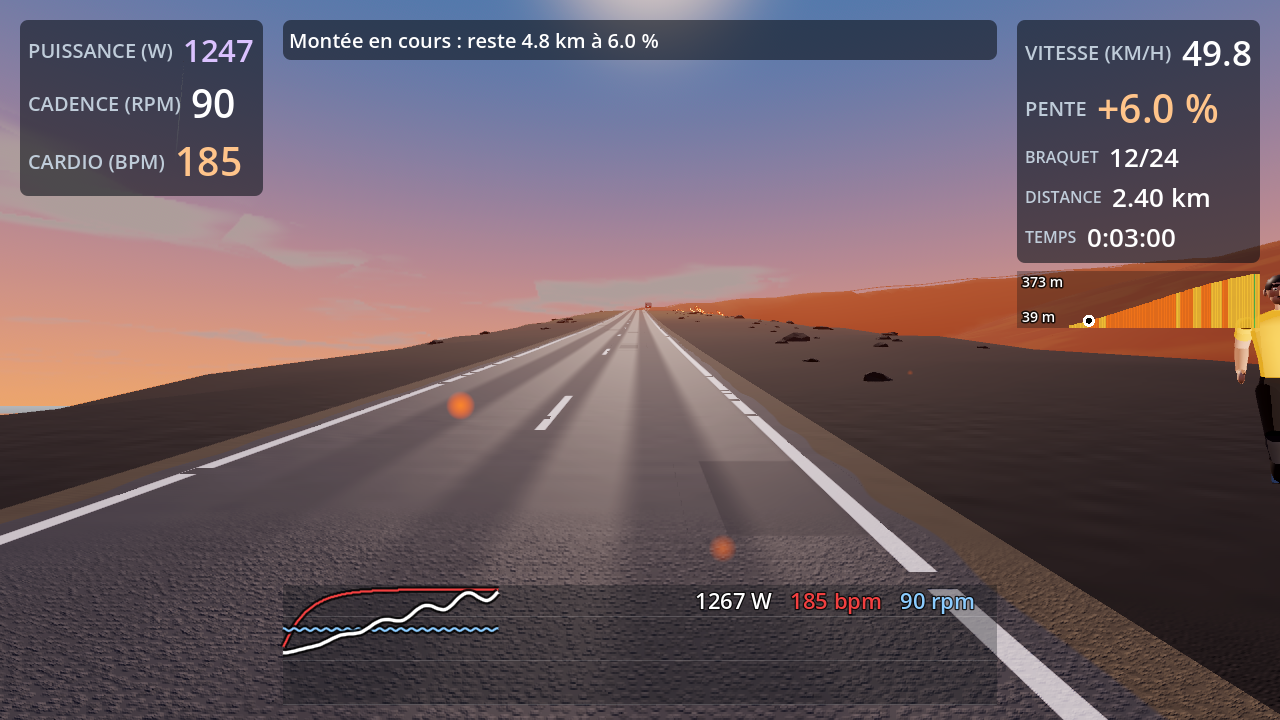 PUISSANCE (W) 1247
CADENCE (RPM) 90
CARDIO (BPM) 185
Montée en cours : reste 4.8 km à 6.0 %
VITESSE (KM/H) 49.8
PENTE +6.0 %
BRAQUET 12/24
DISTANCE 2.40 km
TEMPS 0:03:00
373 m
39 m
1267 W 185 bpm 90 rpm